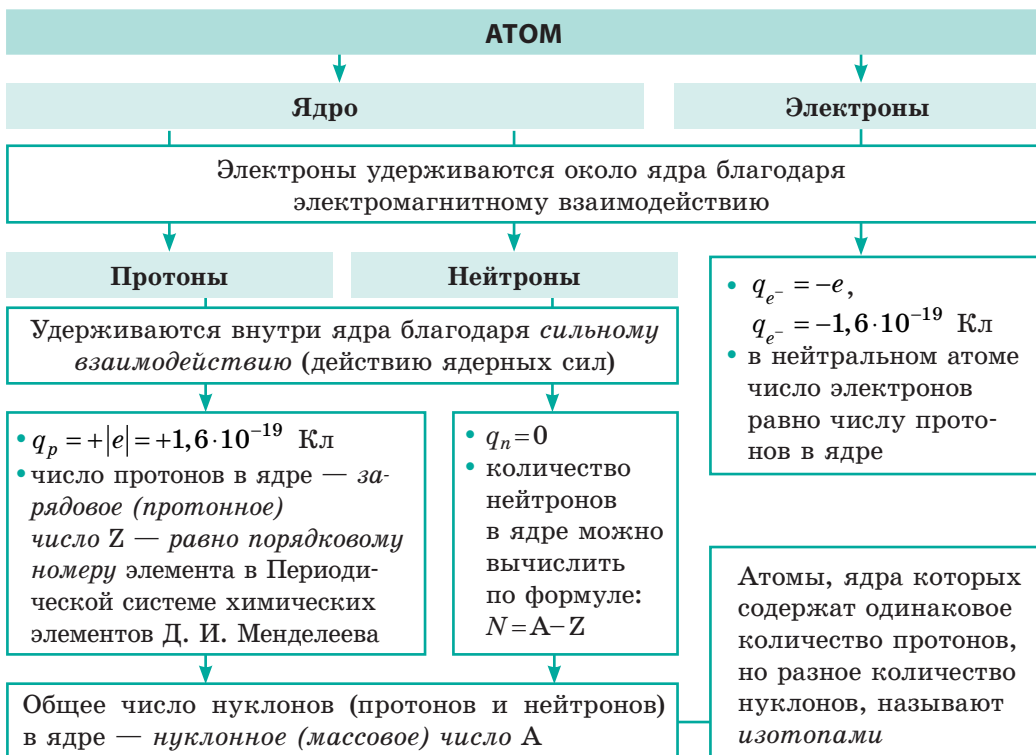 АТОМ
Ядро
Электроны
Электроны удерживаются около ядра благодаря
электромагнитному взаимодействию
Протоны
Нейтроны
• q_{e^-} = −e,
q_{e^-} = −1,6·10^{−19} Кл
• в нейтральном атоме
число электронов
равно числу прото-
нов в ядре
Удерживаются внутри ядра благодаря сильному
взаимодействию (действию ядерных сил)
• q_p = +|e| = +1,6·10^{−19} Кл
• число протонов в ядре — за-
рядовое (протонное)
число Z — равно порядковому
номеру элемента в Периоди-
ческой системе химических
элементов Д. И. Менделеева
• q_n = 0
• количество
нейтронов
в ядре можно
вычислить
по формуле:
N = A − Z
Общее число нуклонов (протонов и нейтронов)
в ядре — нуклонное (массовое) число A
Атомы, ядра которых
содержат одинаковое
количество протонов,
но разное количество
нуклонов, называют
изотопами